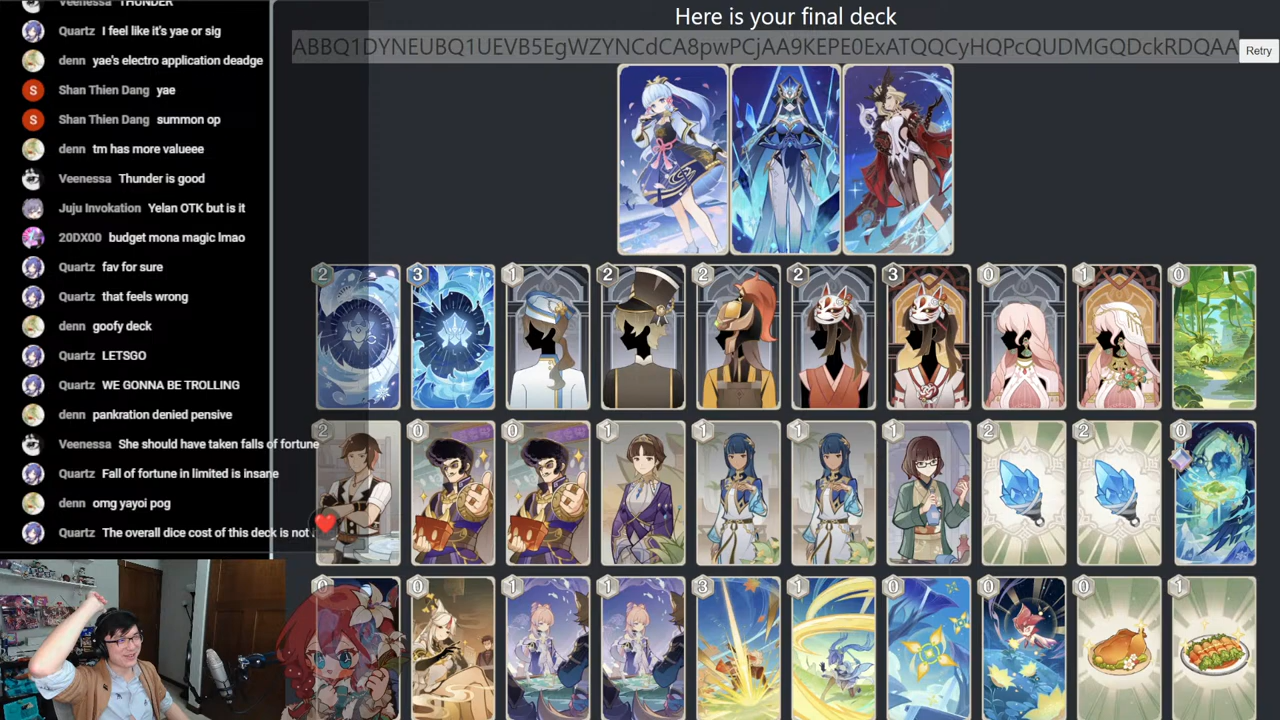 Veenessa THUNDER
Quartz I feel like it's yae or sig
denn yae's electro application deadge
S Shan Thien Dang yae
S Shan Thien Dang summon op
denn tm has more valueee
Veenessa Thunder is good
Juju Invokation Yelan OTK but is it
20DX00 budget mona magic lmao
Quartz fav for sure
Quartz that feels wrong
denn goofy deck
Quartz LETSGO
Quartz WE GONNA BE TROLLING
denn pankration denied pensive
Veenessa She should have taken falls of fortune
Quartz Fall of fortune in limited is insane
denn omg yayoi pog
Quartz The overall dice cost of this deck is not
Here is your final deck
ABBQ1DYNEUBQ1UEVB5EgWZYNCdCA8pwPCjAA9KEPE0ExATQQCyHQPcQUDMGQDckRDQAA
Retry
2 3 1 2 2 2 3 0 1 0
2 0 0 1 1 1 1 2 2 0
0 0 1 1 3 1 0 0 0 1